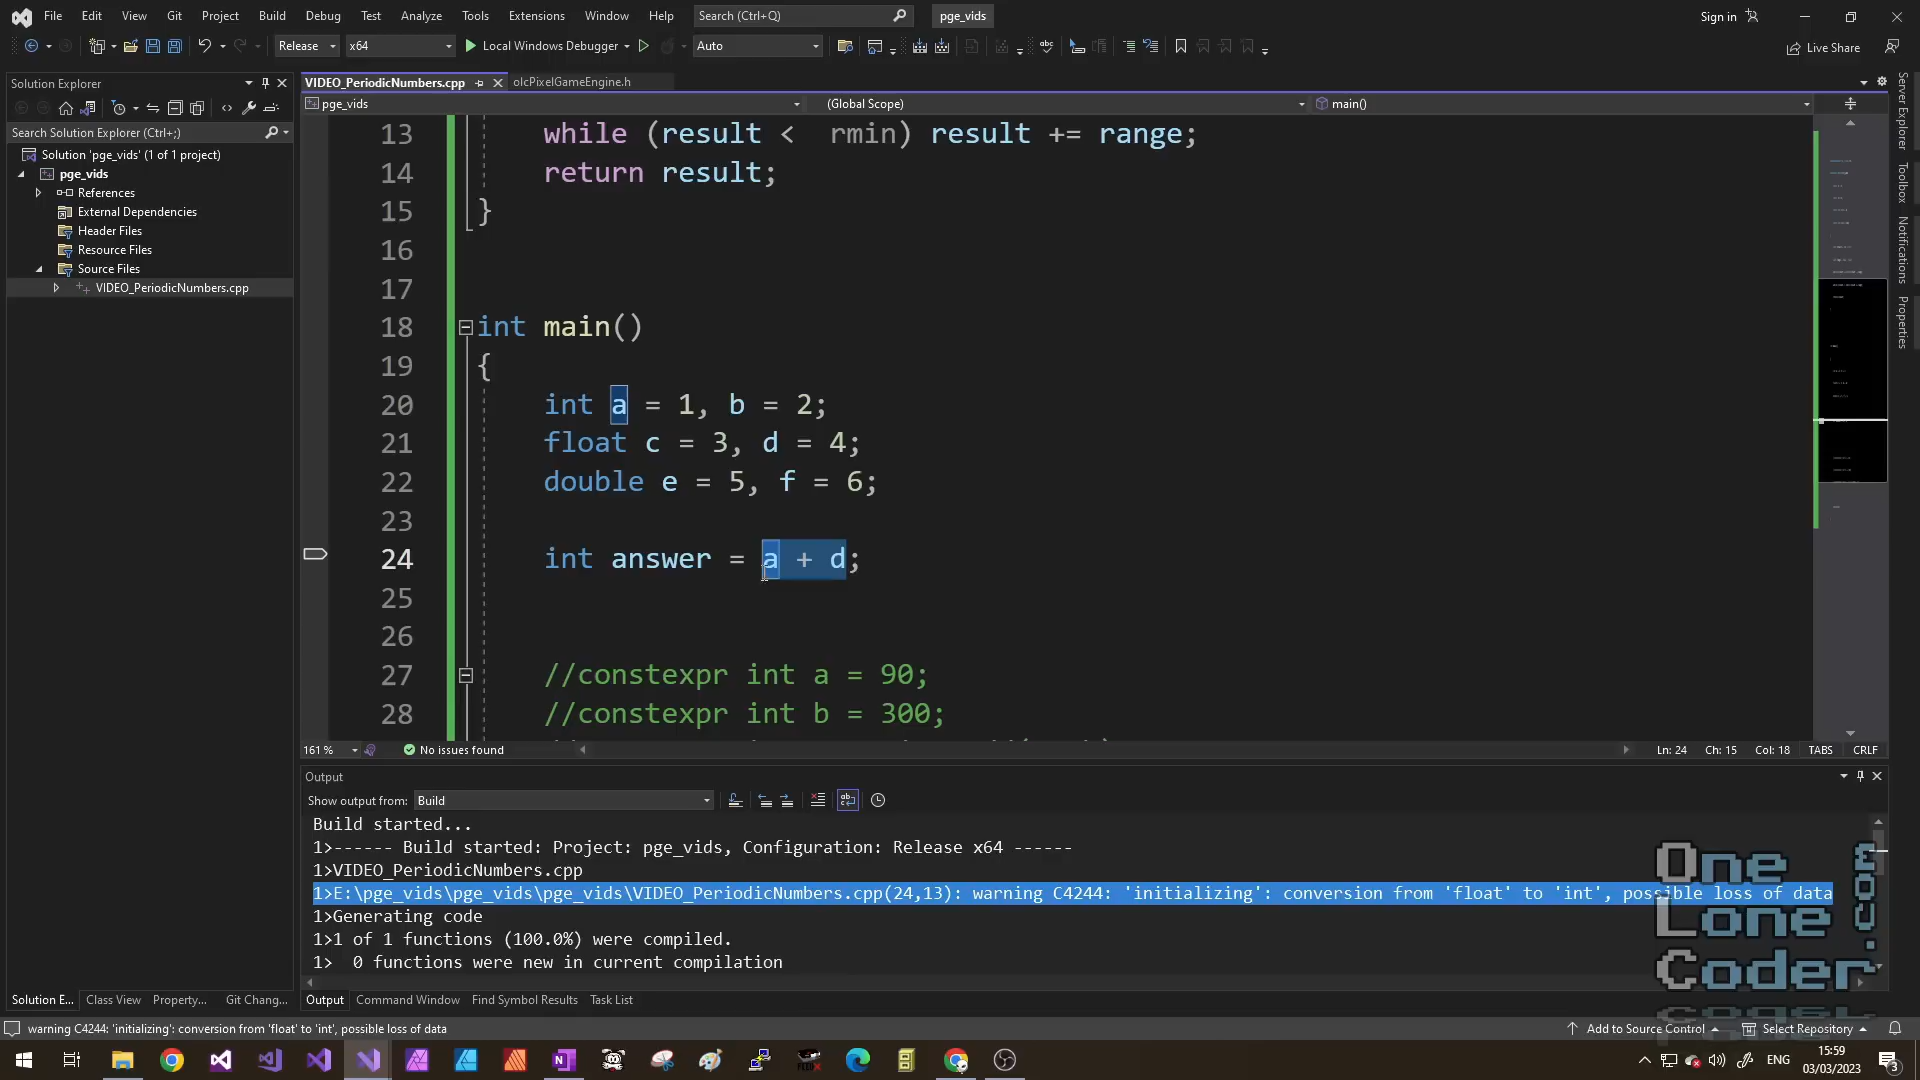 File Edit View Git Project Build Debug Test Analyze Tools Extensions Window Help Search (Ctrl+Q) pge_vids Sign in
Release x64 Local Windows Debugger Auto Live Share
Solution Explorer
Search Solution Explorer (Ctrl+;)
Solution 'pge_vids' (1 of 1 project)
pge_vids
References
External Dependencies
Header Files
Resource Files
Source Files
VIDEO_PeriodicNumbers.cpp
VIDEO_PeriodicNumbers.cpp olcPixelGameEngine.h
pge_vids (Global Scope) main()
13 while (result < rmin) result += range;
14 return result;
15 }
16
17
18 int main()
19 {
20 int a = 1, b = 2;
21 float c = 3, d = 4;
22 double e = 5, f = 6;
23
24 int answer = a + d;
25
26
27 //constexpr int a = 90;
28 //constexpr int b = 300;
161 % No issues found Ln: 24 Ch: 15 Col: 18 TABS CRLF
Output
Show output from: Build
Build started...
1>------ Build started: Project: pge_vids, Configuration: Release x64 ------
1>VIDEO_PeriodicNumbers.cpp
1>E:\pge_vids\pge_vids\pge_vids\VIDEO_PeriodicNumbers.cpp(24,13): warning C4244: 'initializing': conversion from 'float' to 'int', possible loss of data
1>Generating code
1>1 of 1 functions (100.0%) were compiled.
1> 0 functions were new in current compilation
Solution E... Class View Property... Git Chang... Output Command Window Find Symbol Results Task List
warning C4244: 'initializing': conversion from 'float' to 'int', possible loss of data Add to Source Control Select Repository
Server Explorer
Toolbox
Notifications
Properties
One
Lone
Coder
.com
ENG 15:59
03/03/2023
3